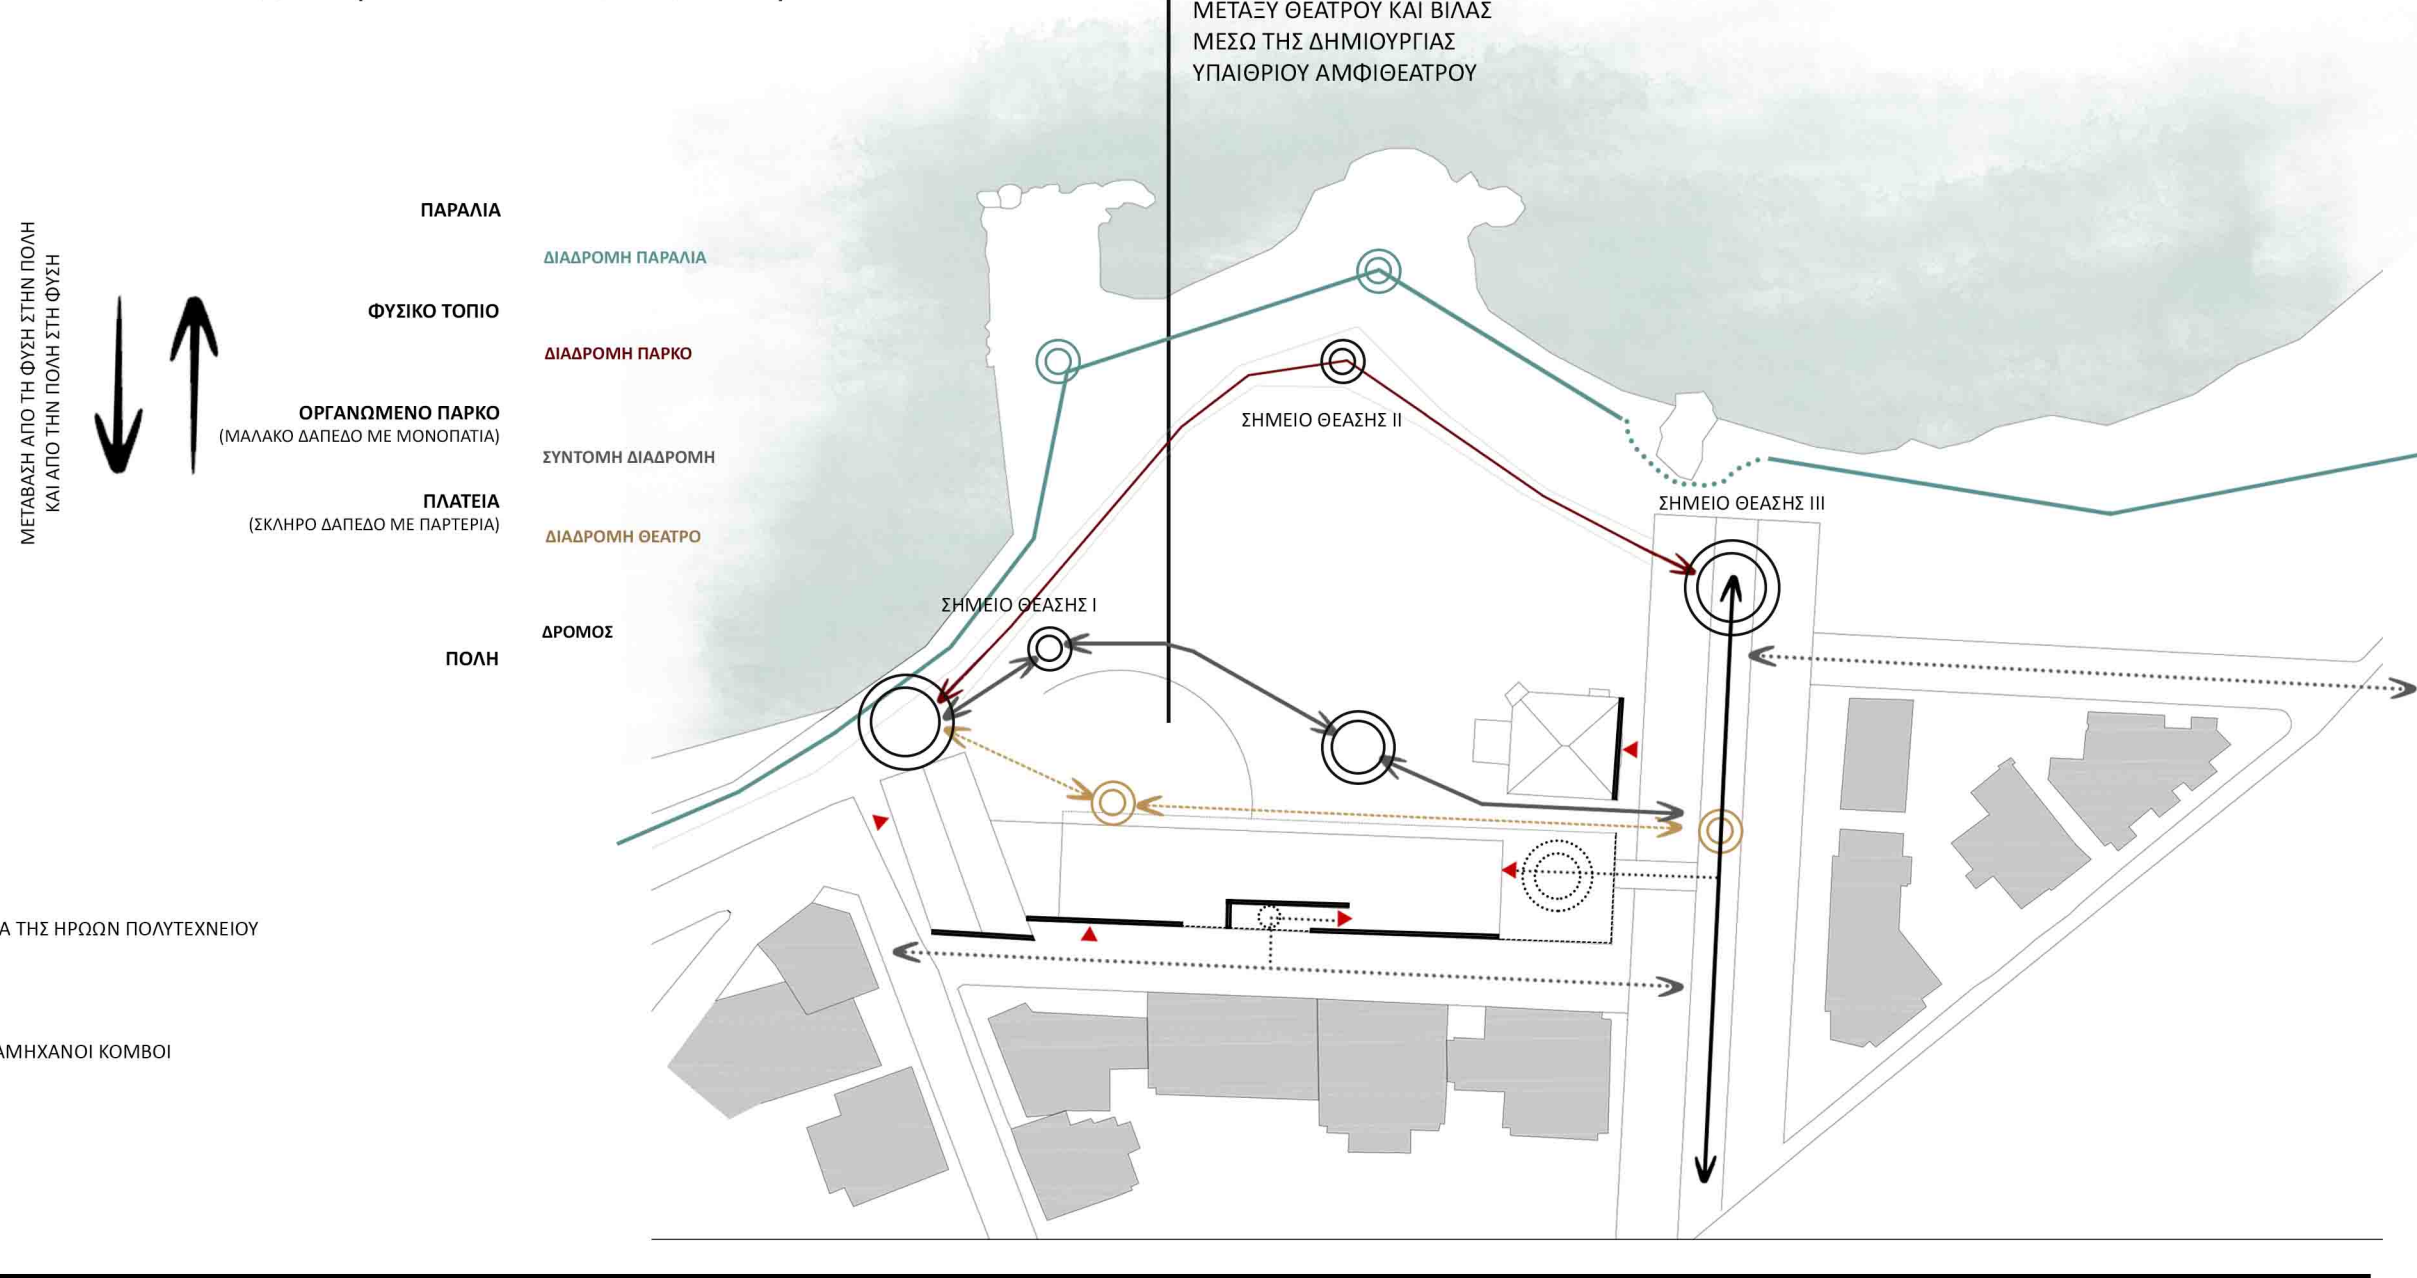 ΜΕΤΑΞΥ ΘΕΑΤΡΟΥ ΚΑΙ ΒΙΛΑΣ
ΜΕΣΩ ΤΗΣ ΔΗΜΙΟΥΡΓΙΑΣ
ΥΠΑΙΘΡΙΟΥ ΑΜΦΙΘΕΑΤΡΟΥ
ΜΕΤΑΒΑΣΗ ΑΠΟ ΤΗ ΦΥΣΗ ΣΤΗΝ ΠΟΛΗ
ΚΑΙ ΑΠΟ ΤΗΝ ΠΟΛΗ ΣΤΗ ΦΥΣΗ
ΠΑΡΑΛΙΑ
ΔΙΑΔΡΟΜΗ ΠΑΡΑΛΙΑ
ΦΥΣΙΚΟ ΤΟΠΙΟ
ΔΙΑΔΡΟΜΗ ΠΑΡΚΟ
ΟΡΓΑΝΩΜΕΝΟ ΠΑΡΚΟ
(ΜΑΛΑΚΟ ΔΑΠΕΔΟ ΜΕ ΜΟΝΟΠΑΤΙΑ)
ΣΥΝΤΟΜΗ ΔΙΑΔΡΟΜΗ
ΠΛΑΤΕΙΑ
(ΣΚΛΗΡΟ ΔΑΠΕΔΟ ΜΕ ΠΑΡΤΕΡΙΑ)
ΔΙΑΔΡΟΜΗ ΘΕΑΤΡΟ
ΔΡΟΜΟΣ
ΠΟΛΗ
ΣΗΜΕΙΟ ΘΕΑΣΗΣ ΙΙ
ΣΗΜΕΙΟ ΘΕΑΣΗΣ ΙΙΙ
ΣΗΜΕΙΟ ΘΕΑΣΗΣ Ι
Α ΤΗΣ ΗΡΩΩΝ ΠΟΛΥΤΕΧΝΕΙΟΥ
ΑΜΗΧΑΝΟΙ ΚΟΜΒΟΙ